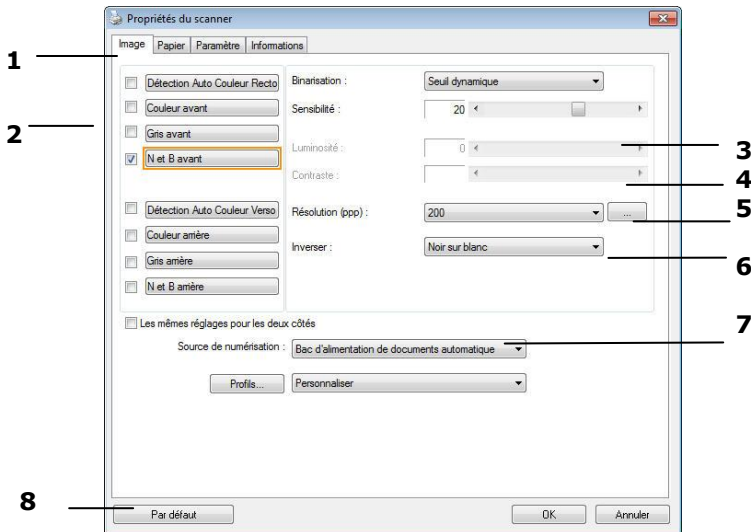 Propriétés du scanner
Image Papier Paramètre Informations
1
Détection Auto Couleur Recto
Binarisation :
Seuil dynamique
Couleur avant
Sensibilité :
20
2
Gris avant
N et B avant
Luminosité :
0
3
Contraste :
4
Détection Auto Couleur Verso
Résolution (ppp) :
200
...
5
Couleur arrière
Inverser :
Noir sur blanc
6
Gris arrière
N et B arrière
Les mêmes réglages pour les deux côtés
7
Source de numérisation :
Bac d'alimentation de documents automatique
Profils...
Personnaliser
8
Par défaut
OK
Annuler